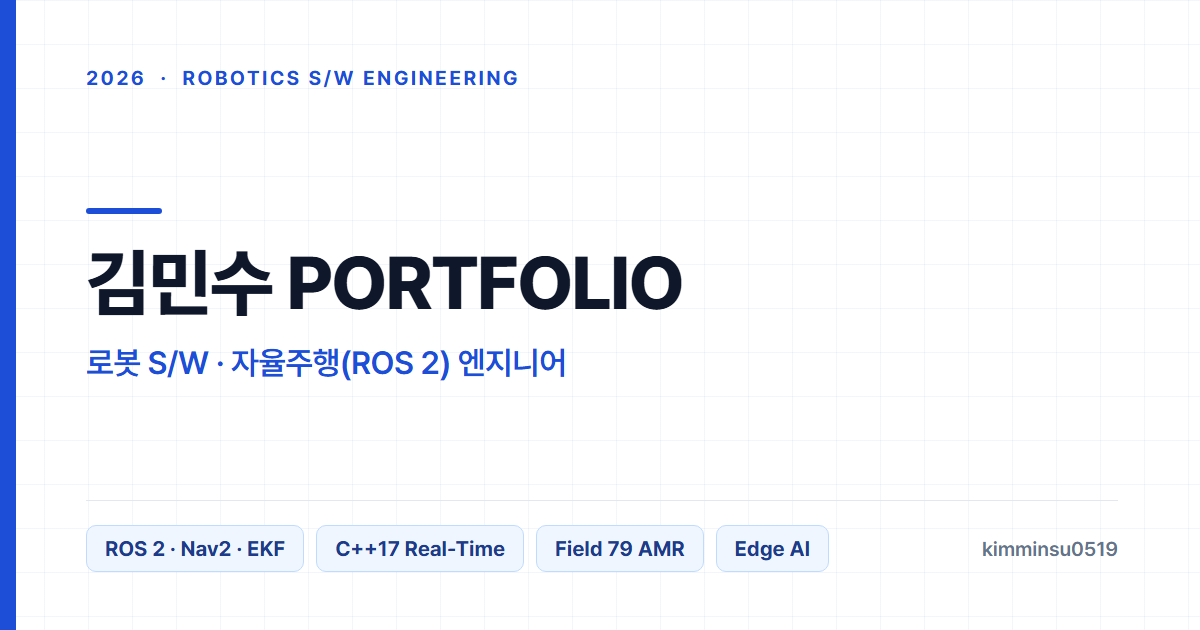 2026 · ROBOTICS S/W ENGINEERING
김민수 PORTFOLIO
로봇 S/W · 자율주행(ROS 2) 엔지니어
ROS 2 · Nav2 · EKF
C++17 Real-Time
Field 79 AMR
Edge AI
kimminsu0519